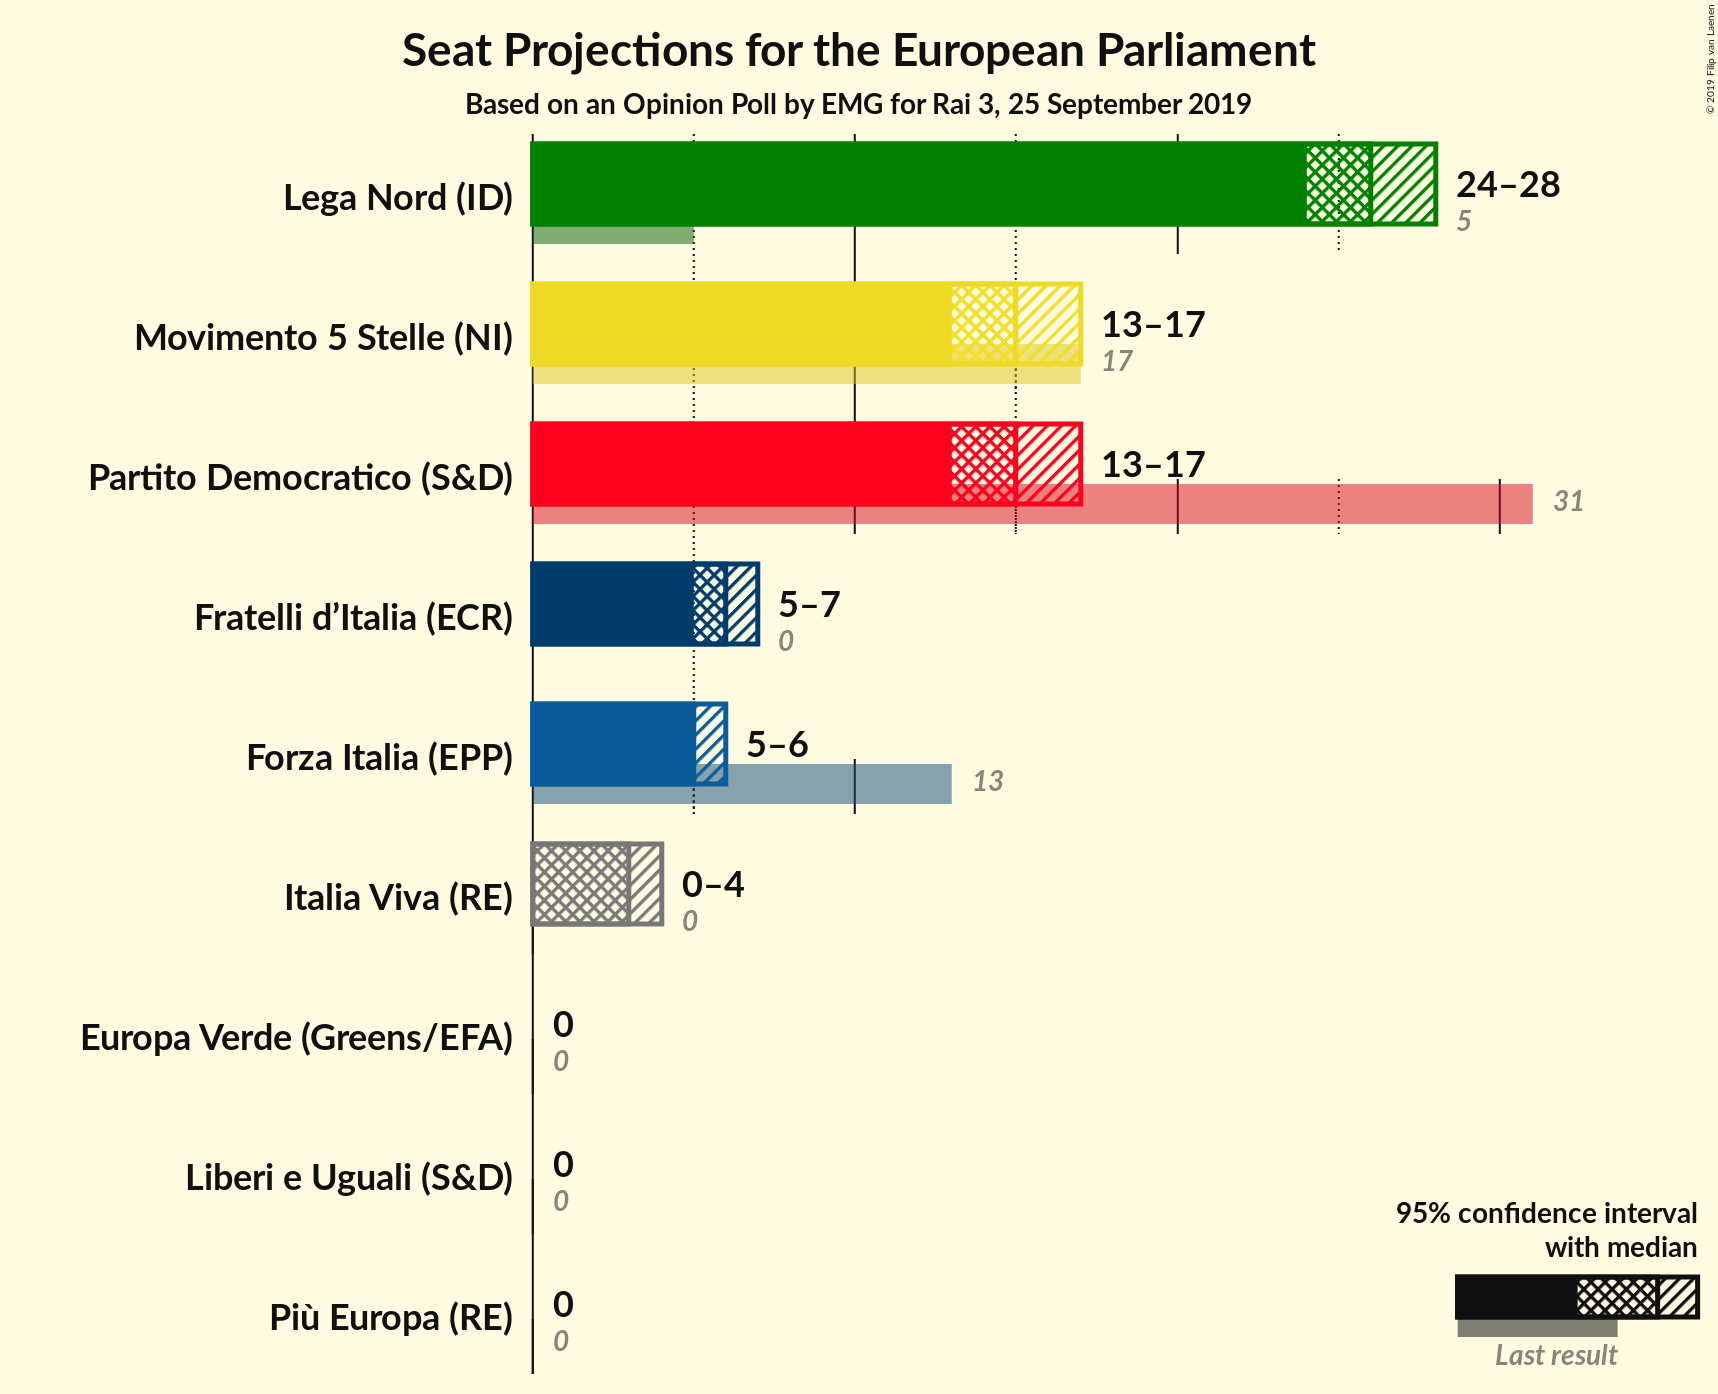 Seat Projections for the European Parliament
Based on an Opinion Poll by EMG for Rai 3, 25 September 2019
© 2019 Filip van Laenen
Lega Nord (ID)
24–28
5
Movimento 5 Stelle (NI)
13–17
17
Partito Democratico (S&D)
13–17
31
Fratelli d’Italia (ECR)
5–7
0
Forza Italia (EPP)
5–6
13
Italia Viva (RE)
0–4
0
Europa Verde (Greens/EFA)
0
0
Liberi e Uguali (S&D)
0
0
Più Europa (RE)
0
0
95% confidence interval
with median
Last result